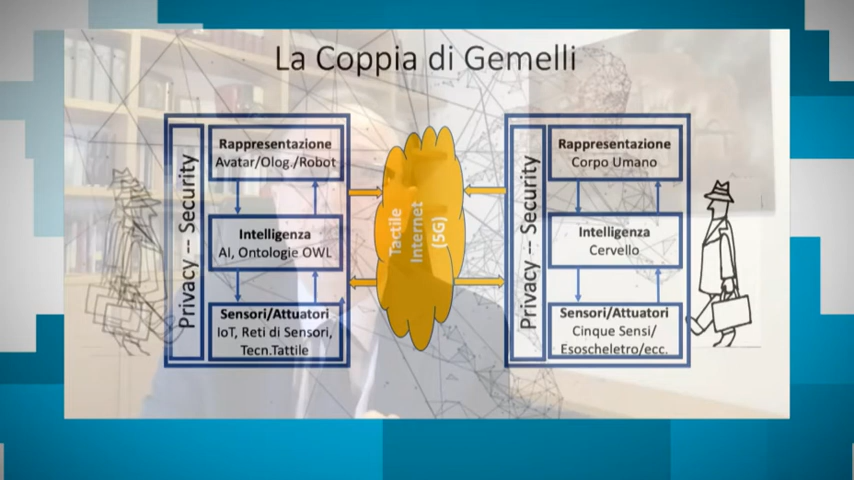 La Coppia di Gemelli
Privacy -- Security
Rappresentazione
Avatar/Olog./Robot
Intelligenza
AI, Ontologie OWL
Sensori/Attuatori
IoT, Reti di Sensori,
Tecn.Tattile
Tactile
Internet
(5G)
Privacy -- Security
Rappresentazione
Corpo Umano
Intelligenza
Cervello
Sensori/Attuatori
Cinque Sensi/
Esoscheletro/ecc.